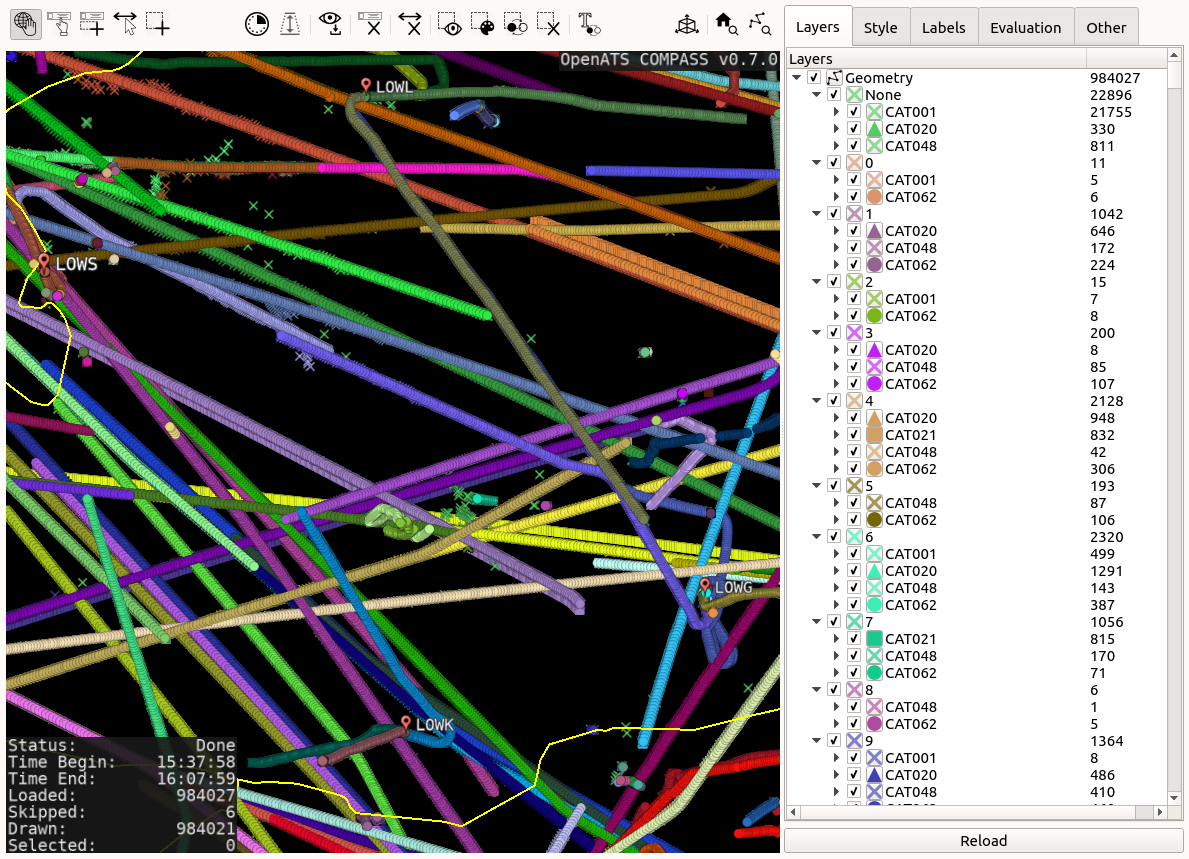 Layers Style Labels Evaluation Other
OpenATS COMPASS v0.7.0
Layers
Geometry 984027
None 22896
CAT001 21755
CAT020 330
CAT048 811
0 11
CAT001 5
CAT062 6
1 1042
CAT020 646
CAT048 172
CAT062 224
2 15
CAT001 7
CAT062 8
3 200
CAT020 8
CAT048 85
CAT062 107
4 2128
CAT020 948
CAT021 832
CAT048 42
CAT062 306
5 193
CAT048 87
CAT062 106
6 2320
CAT001 499
CAT020 1291
CAT048 143
CAT062 387
7 1056
CAT021 815
CAT048 170
CAT062 71
8 6
CAT048 1
CAT062 5
9 1364
CAT001 8
CAT020 486
CAT048 410
LOWL
LOWS
LOWG
LOWK
Status: Done
Time Begin: 15:37:58
Time End: 16:07:59
Loaded: 984027
Skipped: 6
Drawn: 984021
Selected: 0
Reload